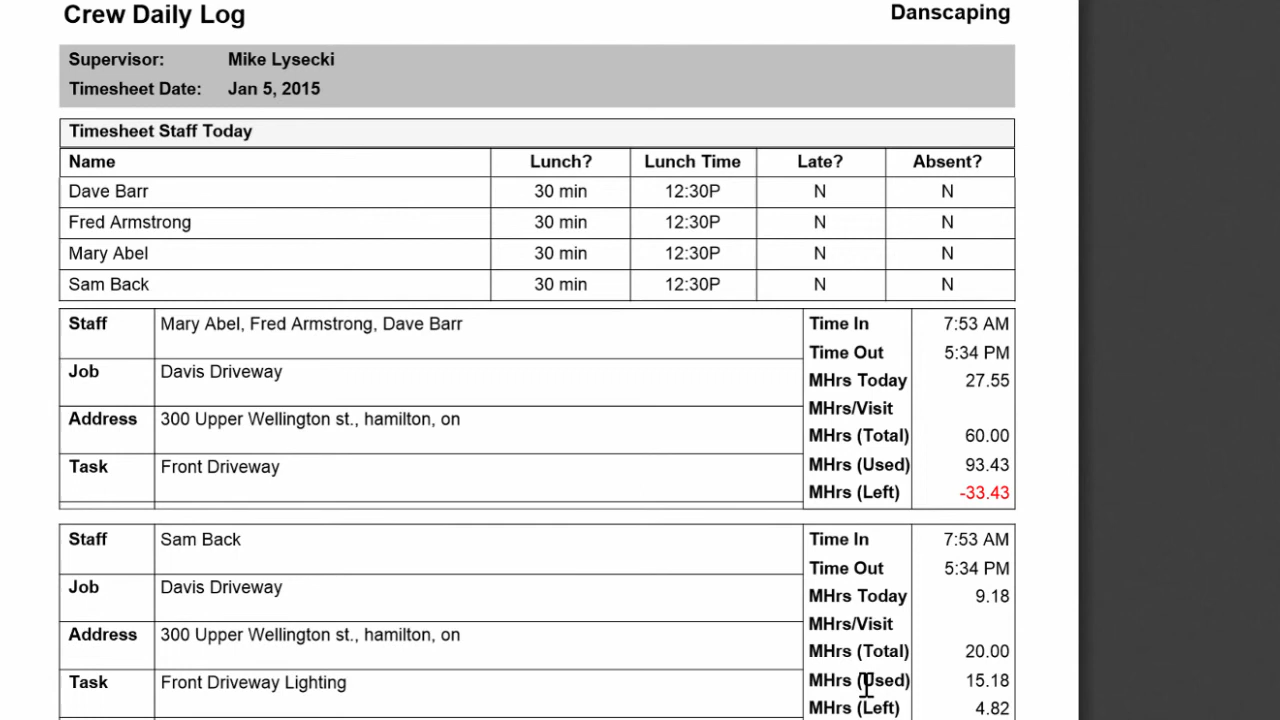 Crew Daily Log Danscaping
Supervisor: Mike Lysecki
Timesheet Date: Jan 5, 2015
Timesheet Staff Today
Name Lunch? Lunch Time Late? Absent?
Dave Barr 30 min 12:30P N N
Fred Armstrong 30 min 12:30P N N
Mary Abel 30 min 12:30P N N
Sam Back 30 min 12:30P N N
Staff Mary Abel, Fred Armstrong, Dave Barr Time In 7:53 AM
Time Out 5:34 PM
Job Davis Driveway MHrs Today 27.55
MHrs/Visit
Address 300 Upper Wellington st., hamilton, on MHrs (Total) 60.00
Task Front Driveway MHrs (Used) 93.43
MHrs (Left) -33.43
Staff Sam Back Time In 7:53 AM
Time Out 5:34 PM
Job Davis Driveway MHrs Today 9.18
MHrs/Visit
Address 300 Upper Wellington st., hamilton, on MHrs (Total) 20.00
Task Front Driveway Lighting MHrs (Used) 15.18
MHrs (Left) 4.82